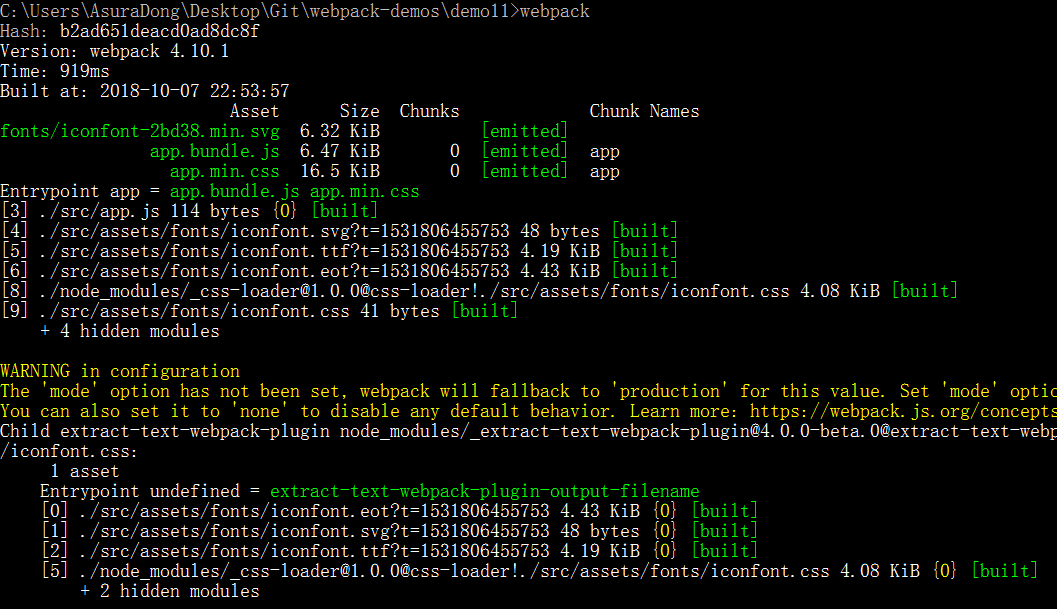 C:\Users\AsuraDong\Desktop\Git\webpack-demos\demo11>webpack
Hash: b2ad651deacd0ad8dc8f
Version: webpack 4.10.1
Time: 919ms
Built at: 2018-10-07 22:53:57
Asset Size Chunks Chunk Names
fonts/iconfont-2bd38.min.svg 6.32 KiB [emitted]
app.bundle.js 6.47 KiB 0 [emitted] app
app.min.css 16.5 KiB 0 [emitted] app
Entrypoint app = app.bundle.js app.min.css
[3] ./src/app.js 114 bytes {0} [built]
[4] ./src/assets/fonts/iconfont.svg?t=1531806455753 48 bytes [built]
[5] ./src/assets/fonts/iconfont.ttf?t=1531806455753 4.19 KiB [built]
[6] ./src/assets/fonts/iconfont.eot?t=1531806455753 4.43 KiB [built]
[8] ./node_modules/_css-loader@1.0.0@css-loader!./src/assets/fonts/iconfont.css 4.08 KiB [built]
[9] ./src/assets/fonts/iconfont.css 41 bytes [built]
+ 4 hidden modules
WARNING in configuration
The 'mode' option has not been set, webpack will fallback to 'production' for this value. Set 'mode' optio
You can also set it to 'none' to disable any default behavior. Learn more: https://webpack.js.org/concepts
Child extract-text-webpack-plugin node_modules/_extract-text-webpack-plugin@4.0.0-beta.0@extract-text-webp
/iconfont.css:
1 asset
Entrypoint undefined = extract-text-webpack-plugin-output-filename
[0] ./src/assets/fonts/iconfont.eot?t=1531806455753 4.43 KiB {0} [built]
[1] ./src/assets/fonts/iconfont.svg?t=1531806455753 48 bytes {0} [built]
[2] ./src/assets/fonts/iconfont.ttf?t=1531806455753 4.19 KiB {0} [built]
[5] ./node_modules/_css-loader@1.0.0@css-loader!./src/assets/fonts/iconfont.css 4.08 KiB {0} [built]
+ 2 hidden modules